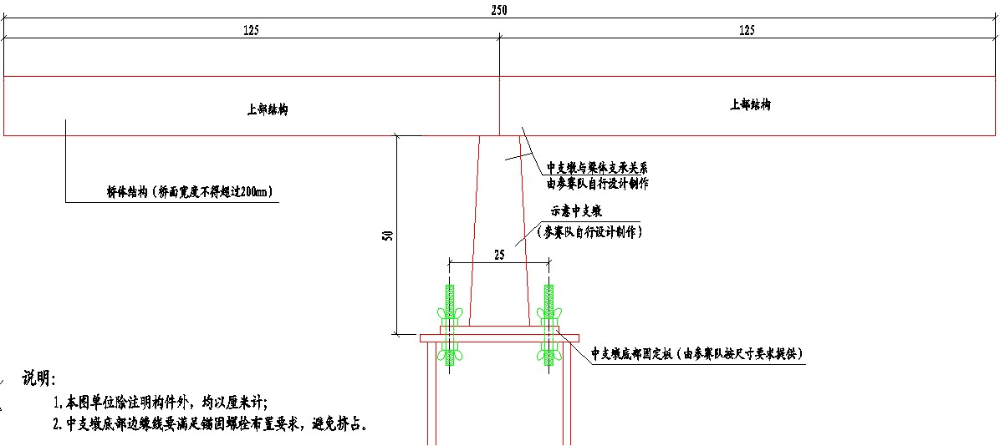 250
125
125
上部结构
上部结构
中支墩与梁体支承关系
由参赛队自行设计制作
桥体结构(桥面宽度不得超过200mm)
示意中支墩
(参赛队自行设计制作)
50
25
中支墩底部固定板(由参赛队按尺寸要求提供)
说明:
1.本图单位除注明构件外，均以厘米计;
2.中支墩底部边缘线要满足锚固螺栓布置要求，避免挤占。